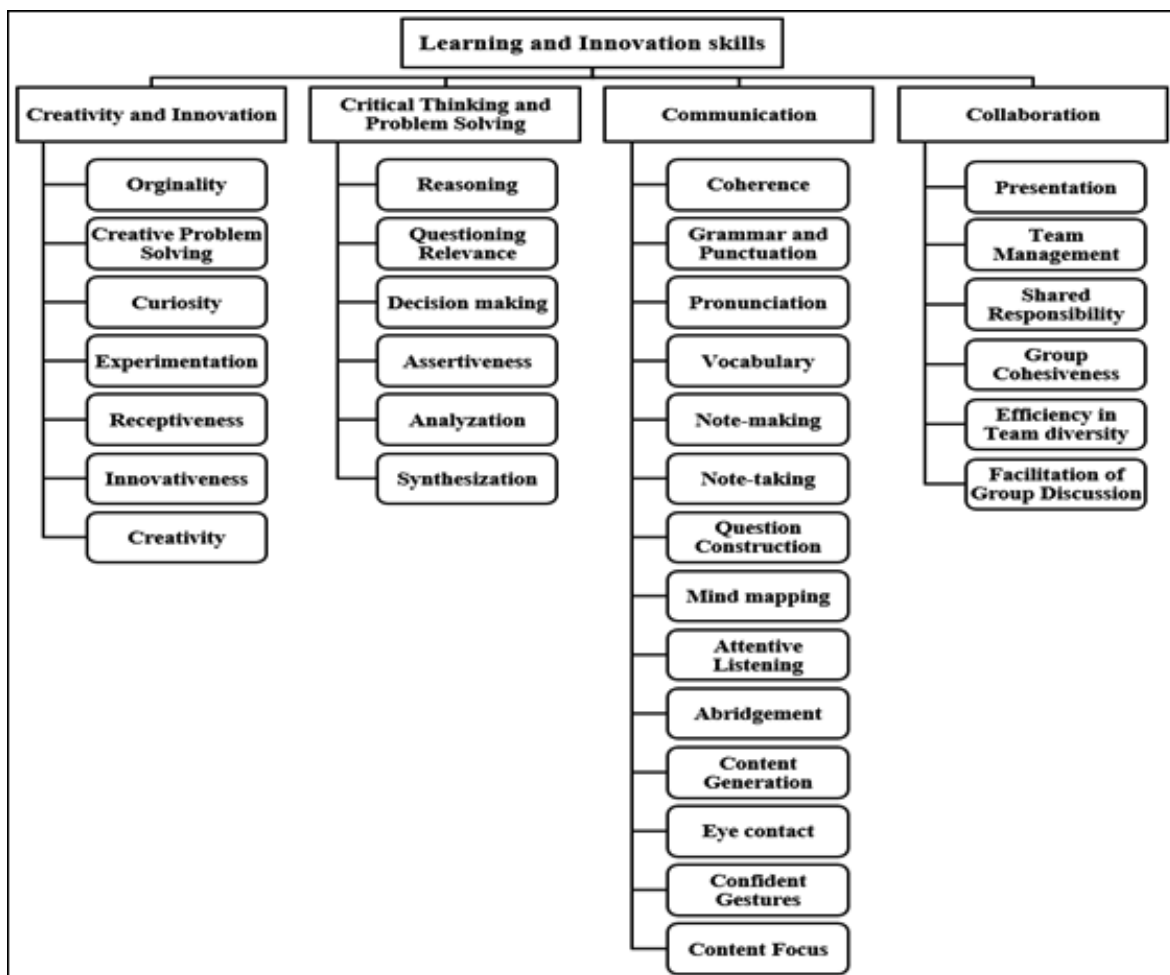 Learning and Innovation skills
Creativity and Innovation
Orginality
Creative Problem
Solving
Curiosity
Experimentation
Receptiveness
Innovativeness
Creativity
Critical Thinking and
Problem Solving
Reasoning
Questioning
Relevance
Decision making
Assertiveness
Analyzation
Synthesization
Communication
Coherence
Grammar and
Punctuation
Pronunciation
Vocabulary
Note-making
Note-taking
Question
Construction
Mind mapping
Attentive
Listening
Abridgement
Content
Generation
Eye contact
Confident
Gestures
Content Focus
Collaboration
Presentation
Team
Management
Shared
Responsibility
Group
Cohesiveness
Efficiency in
Team diversity
Facilitation of
Group Discussion